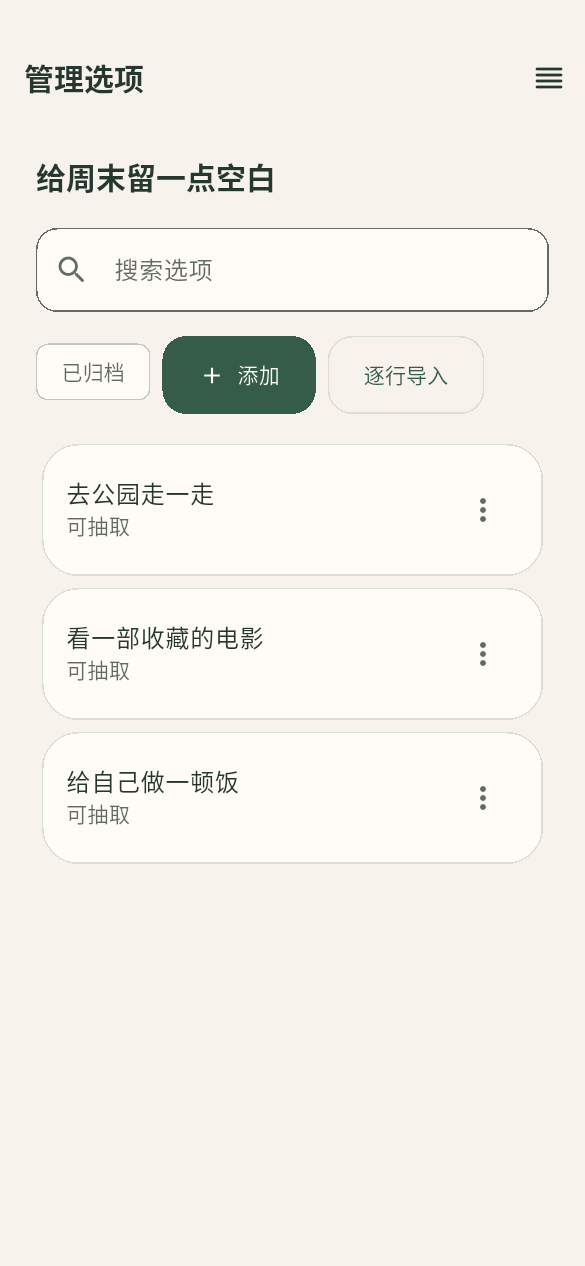 管理选项
给周末留一点空白
搜索选项
已归档
添加
逐行导入
去公园走一走
可抽取
看一部收藏的电影
可抽取
给自己做一顿饭
可抽取